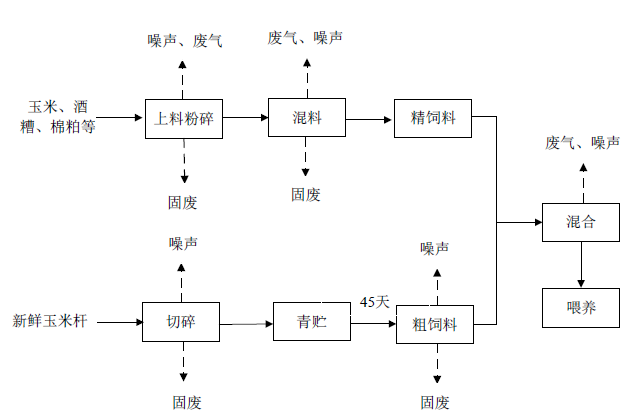 噪声、废气
废气、噪声
玉米、酒
糟、棉粕等
上料粉碎
混料
精饲料
废气、噪声
固废
固废
混合
噪声
噪声
45天
新鲜玉米杆
切碎
青贮
粗饲料
喂养
固废
固废